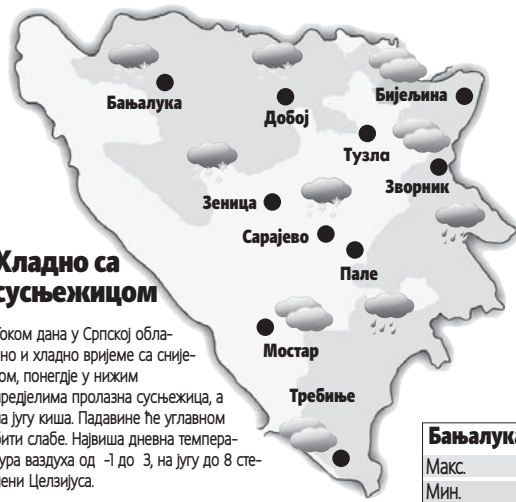 Бањалука
Добој
Бијељина
Тузла
Зворник
Зеница
Сарајево
Пале
Мостар
Требиње
Хладно са
сусњежицом
Током дана у Српској обла-
чно и хладно вријеме са сније-
гом, понегдје у нижим
предјелима пролазна сусњежица, а
на југу киша. Падавине ће углавном
бити слабе. Највиша дневна темпера-
тура ваздуха од -1 до 3, на југу до 8 сте-
пени Целзијуса.
Бањалука
Макс.
Мин.